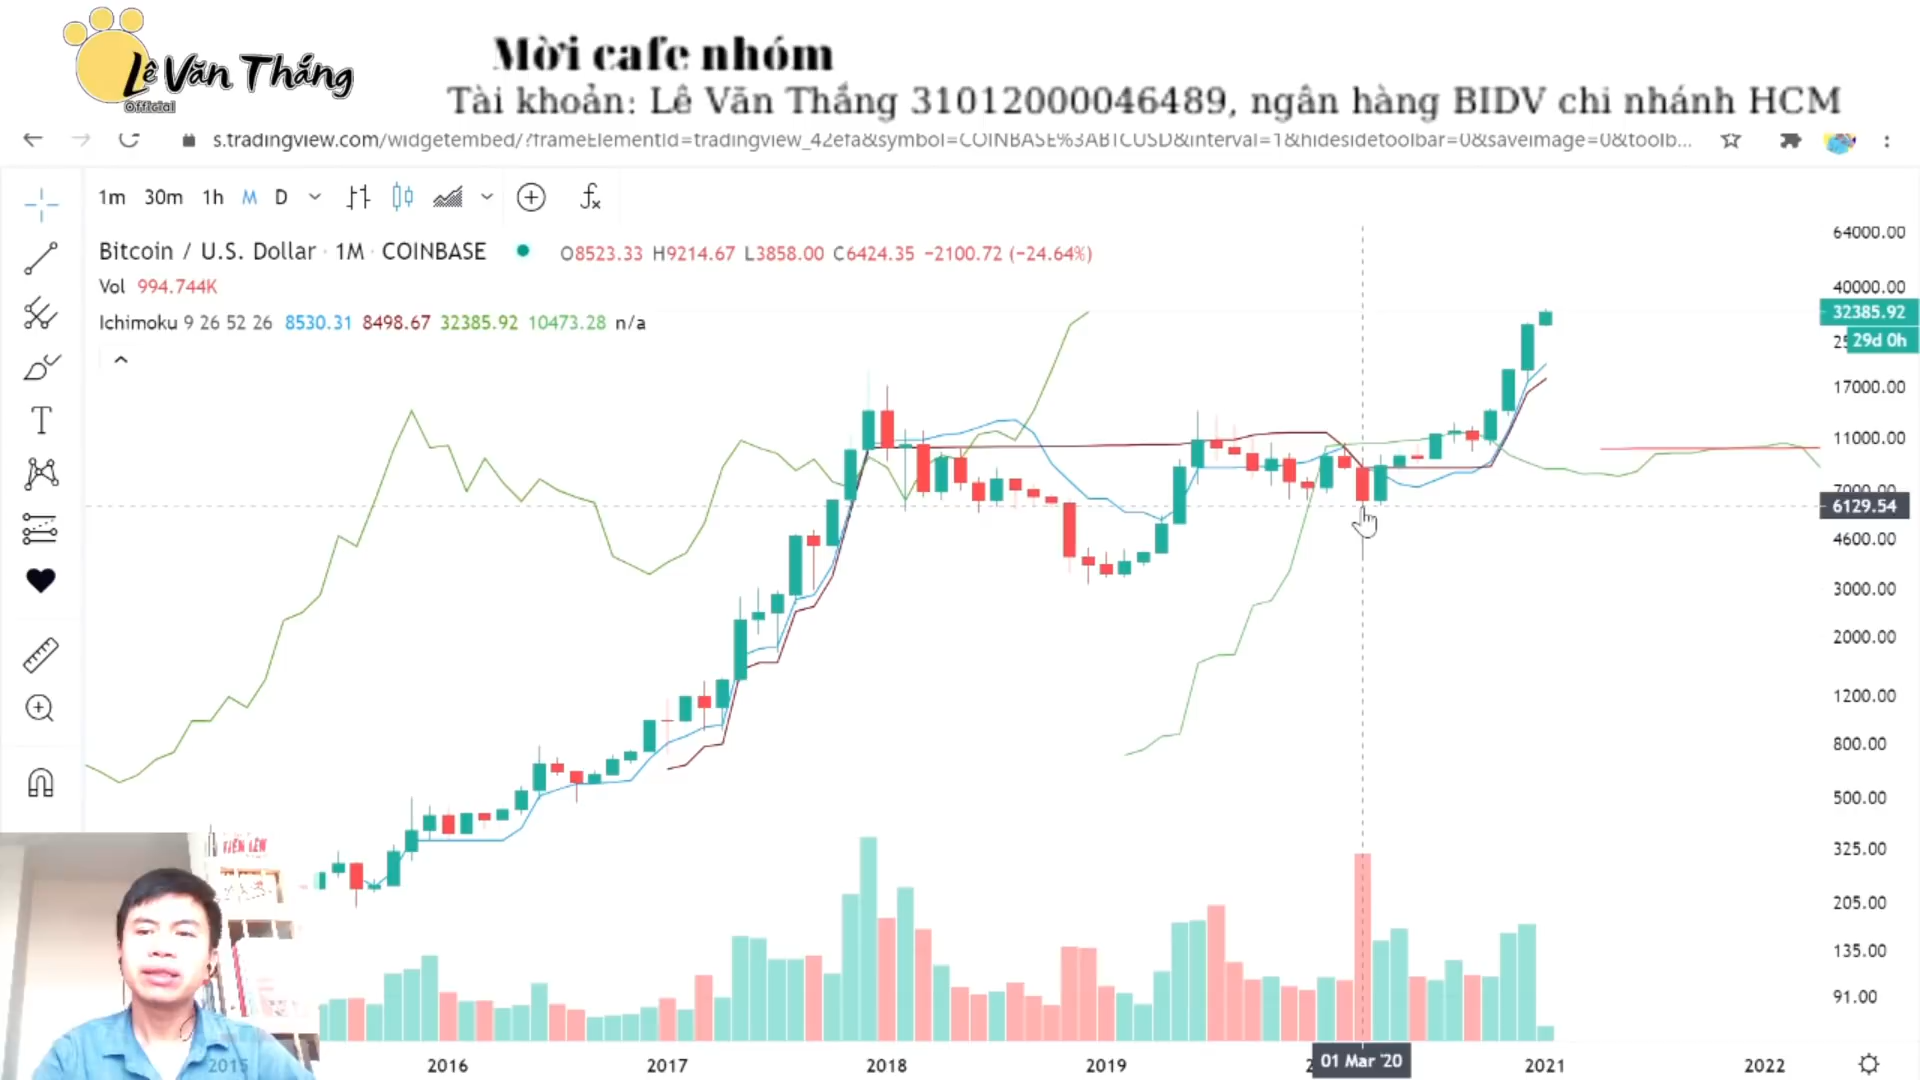 Lê Văn Thắng
Official
Mời cafe nhóm
Tài khoản: Lê Văn Thắng 31012000046489, ngân hàng BIDV chi nhánh HCM
s.tradingview.com/widgetembed/?frameElementId=tradingview_42efa&symbol=COINBASE%3ABTCUSD&interval=1&hidesidetoolbar=0&saveimage=0&toolb...
1m 30m 1h M D
Bitcoin / U.S. Dollar · 1M · COINBASE O8523.33 H9214.67 L3858.00 C6424.35 −2100.72 (−24.64%)
Vol 994.744K
Ichimoku 9 26 52 26 8530.31 8498.67 32385.92 10473.28 n/a
64000.00
40000.00
32385.92
29d 0h
17000.00
11000.00
7000.00
6129.54
4600.00
3000.00
2000.00
1200.00
800.00
500.00
325.00
205.00
135.00
91.00
2015 2016 2017 2018 2019 01 Mar '20 2021 2022